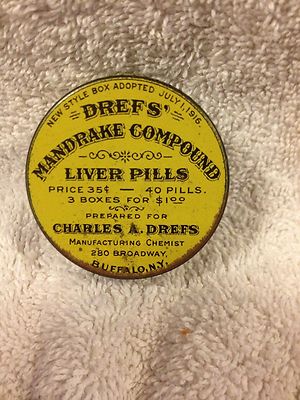 NEW STYLE BOX ADOPTED JULY 1, 1916
DREFS'
MANDRAKE COMPOUND
LIVER PILLS
PRICE 35¢ — 40 PILLS.
3 BOXES FOR $1.00
PREPARED FOR
CHARLES A. DREFS
MANUFACTURING CHEMIST
280 BROADWAY,
BUFFALO, N.Y.